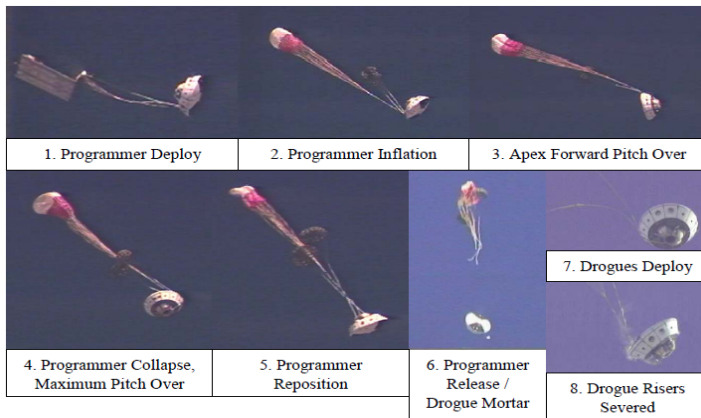 1. Programmer Deploy
2. Programmer Inflation
3. Apex Forward Pitch Over
4. Programmer Collapse,
Maximum Pitch Over
5. Programmer
Reposition
6. Programmer
Release /
Drogue Mortar
7. Drogues Deploy
8. Drogue Risers
Severed